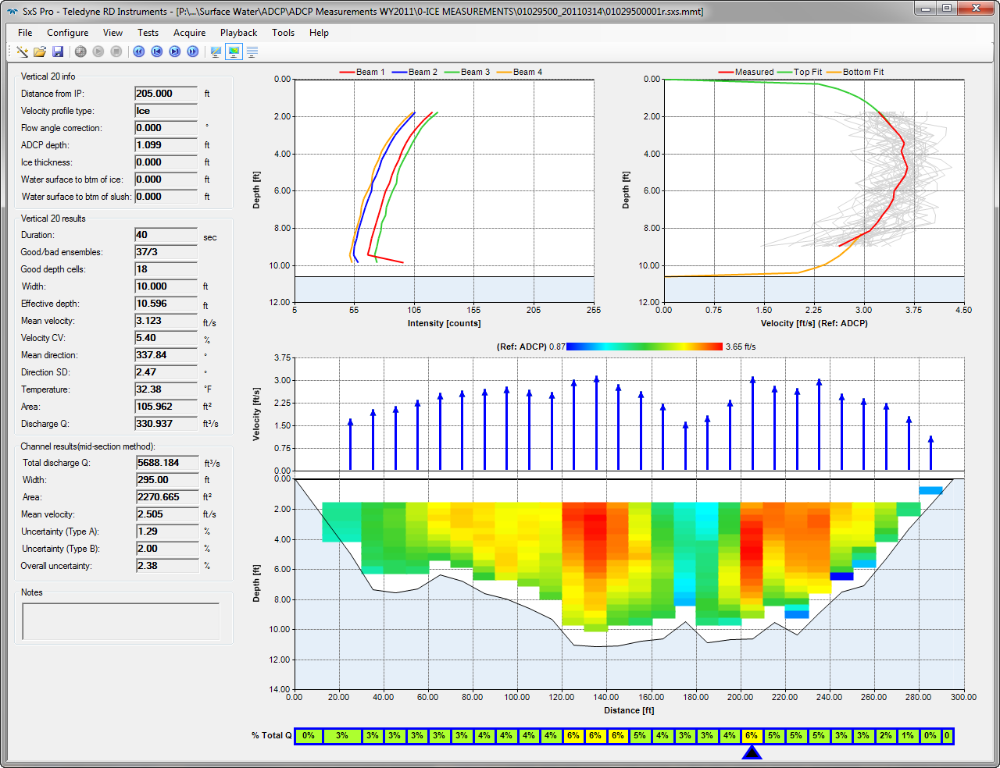 SxS Pro - Teledyne RD Instruments - [P:\...\Surface Water\ADCP\ADCP Measurements WY2011\0-ICE MEASUREMENTS\01029500_20110314\01029500001r.sxs.mmt]
File Configure View Tests Acquire Playback Tools Help
Vertical 20 info
Distance from IP: 205.000 ft
Velocity profile type: Ice
Flow angle correction: 0.000 °
ADCP depth: 1.099 ft
Ice thickness: 0.000 ft
Water surface to btm of ice: 0.000 ft
Water surface to btm of slush: 0.000 ft
Vertical 20 results
Duration: 40 sec
Good/bad ensembles: 37/3
Good depth cells: 18
Width: 10.000 ft
Effective depth: 10.596 ft
Mean velocity: 3.123 ft/s
Velocity CV: 5.40 %
Mean direction: 337.84 °
Direction SD: 2.47 °
Temperature: 32.38 °F
Area: 105.962 ft²
Discharge Q: 330.937 ft³/s
Channel results(mid-section method):
Total discharge Q: 5688.184 ft³/s
Width: 295.00 ft
Area: 2270.665 ft²
Mean velocity: 2.505 ft/s
Uncertainty (Type A): 1.29 %
Uncertainty (Type B): 2.00 %
Overall uncertainty: 2.38 %
Notes
Beam 1 Beam 2 Beam 3 Beam 4
Depth [ft]
0.00
2.00
4.00
6.00
8.00
10.00
12.00
5 55 105 155 205 255
Intensity [counts]
Measured Top Fit Bottom Fit
Depth [ft]
0.00
2.00
4.00
6.00
8.00
10.00
12.00
0.00 0.75 1.50 2.25 3.00 3.75 4.50
Velocity [ft/s] (Ref: ADCP)
(Ref: ADCP) 0.87 3.65 ft/s
Velocity [ft/s]
3.75
3.00
2.25
1.50
0.75
0.00
Depth [ft]
0.00
2.00
4.00
6.00
8.00
10.00
12.00
14.00
0.00 20.00 40.00 60.00 80.00 100.00 120.00 140.00 160.00 180.00 200.00 220.00 240.00 260.00 280.00 300.00
Distance [ft]
% Total Q 0% 3% 3% 3% 3% 3% 3% 4% 4% 4% 4% 6% 6% 6% 5% 4% 3% 3% 4% 6% 5% 5% 5% 3% 3% 2% 1% 0% 0